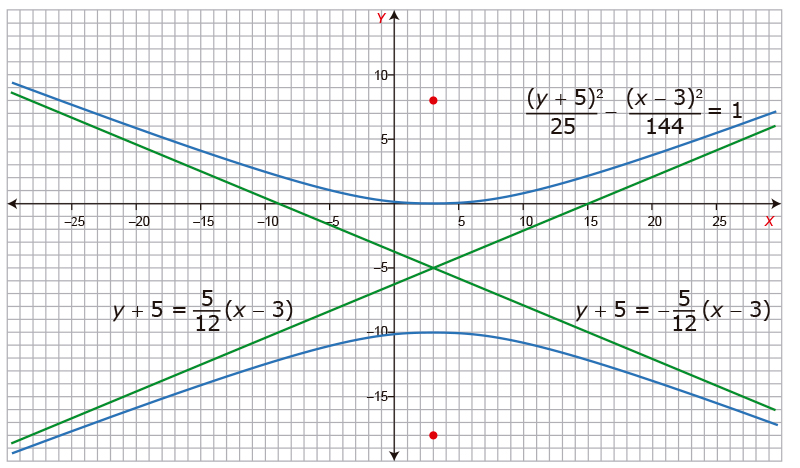 Y
10
(y + 5)²/25 − (x − 3)²/144 = 1
5
−25 −20 −15 −10 −5 5 10 15 20 25
X
−5
y + 5 = 5/12 (x − 3)
y + 5 = −5/12 (x − 3)
−10
−15